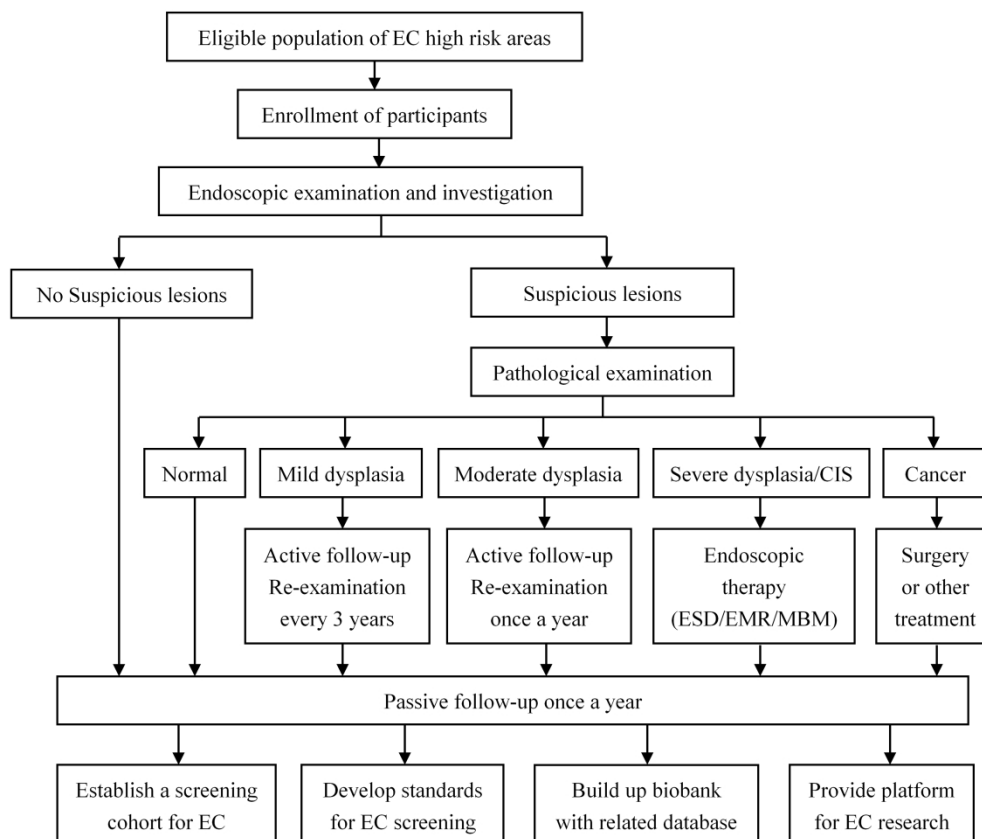 Eligible population of EC high risk areas
Enrollment of participants
Endoscopic examination and investigation
No Suspicious lesions
Suspicious lesions
Pathological examination
Normal
Mild dysplasia
Moderate dysplasia
Severe dysplasia/CIS
Cancer
Active follow-up
Re-examination
every 3 years
Active follow-up
Re-examination
once a year
Endoscopic
therapy
(ESD/EMR/MBM)
Surgery
or other
treatment
Passive follow-up once a year
Establish a screening
cohort for EC
Develop standards
for EC screening
Build up biobank
with related database
Provide platform
for EC research